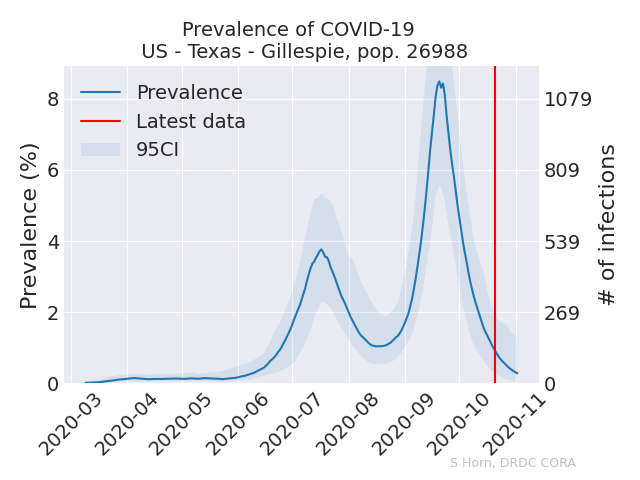 Prevalence of COVID-19
US - Texas - Gillespie, pop. 26988
Prevalence
Latest data
95CI
Prevalence (%)
8
6
4
2
0
1079
809
539
269
0
# of infections
2020-03
2020-04
2020-05
2020-06
2020-07
2020-08
2020-09
2020-10
2020-11
S Horn, DRDC CORA